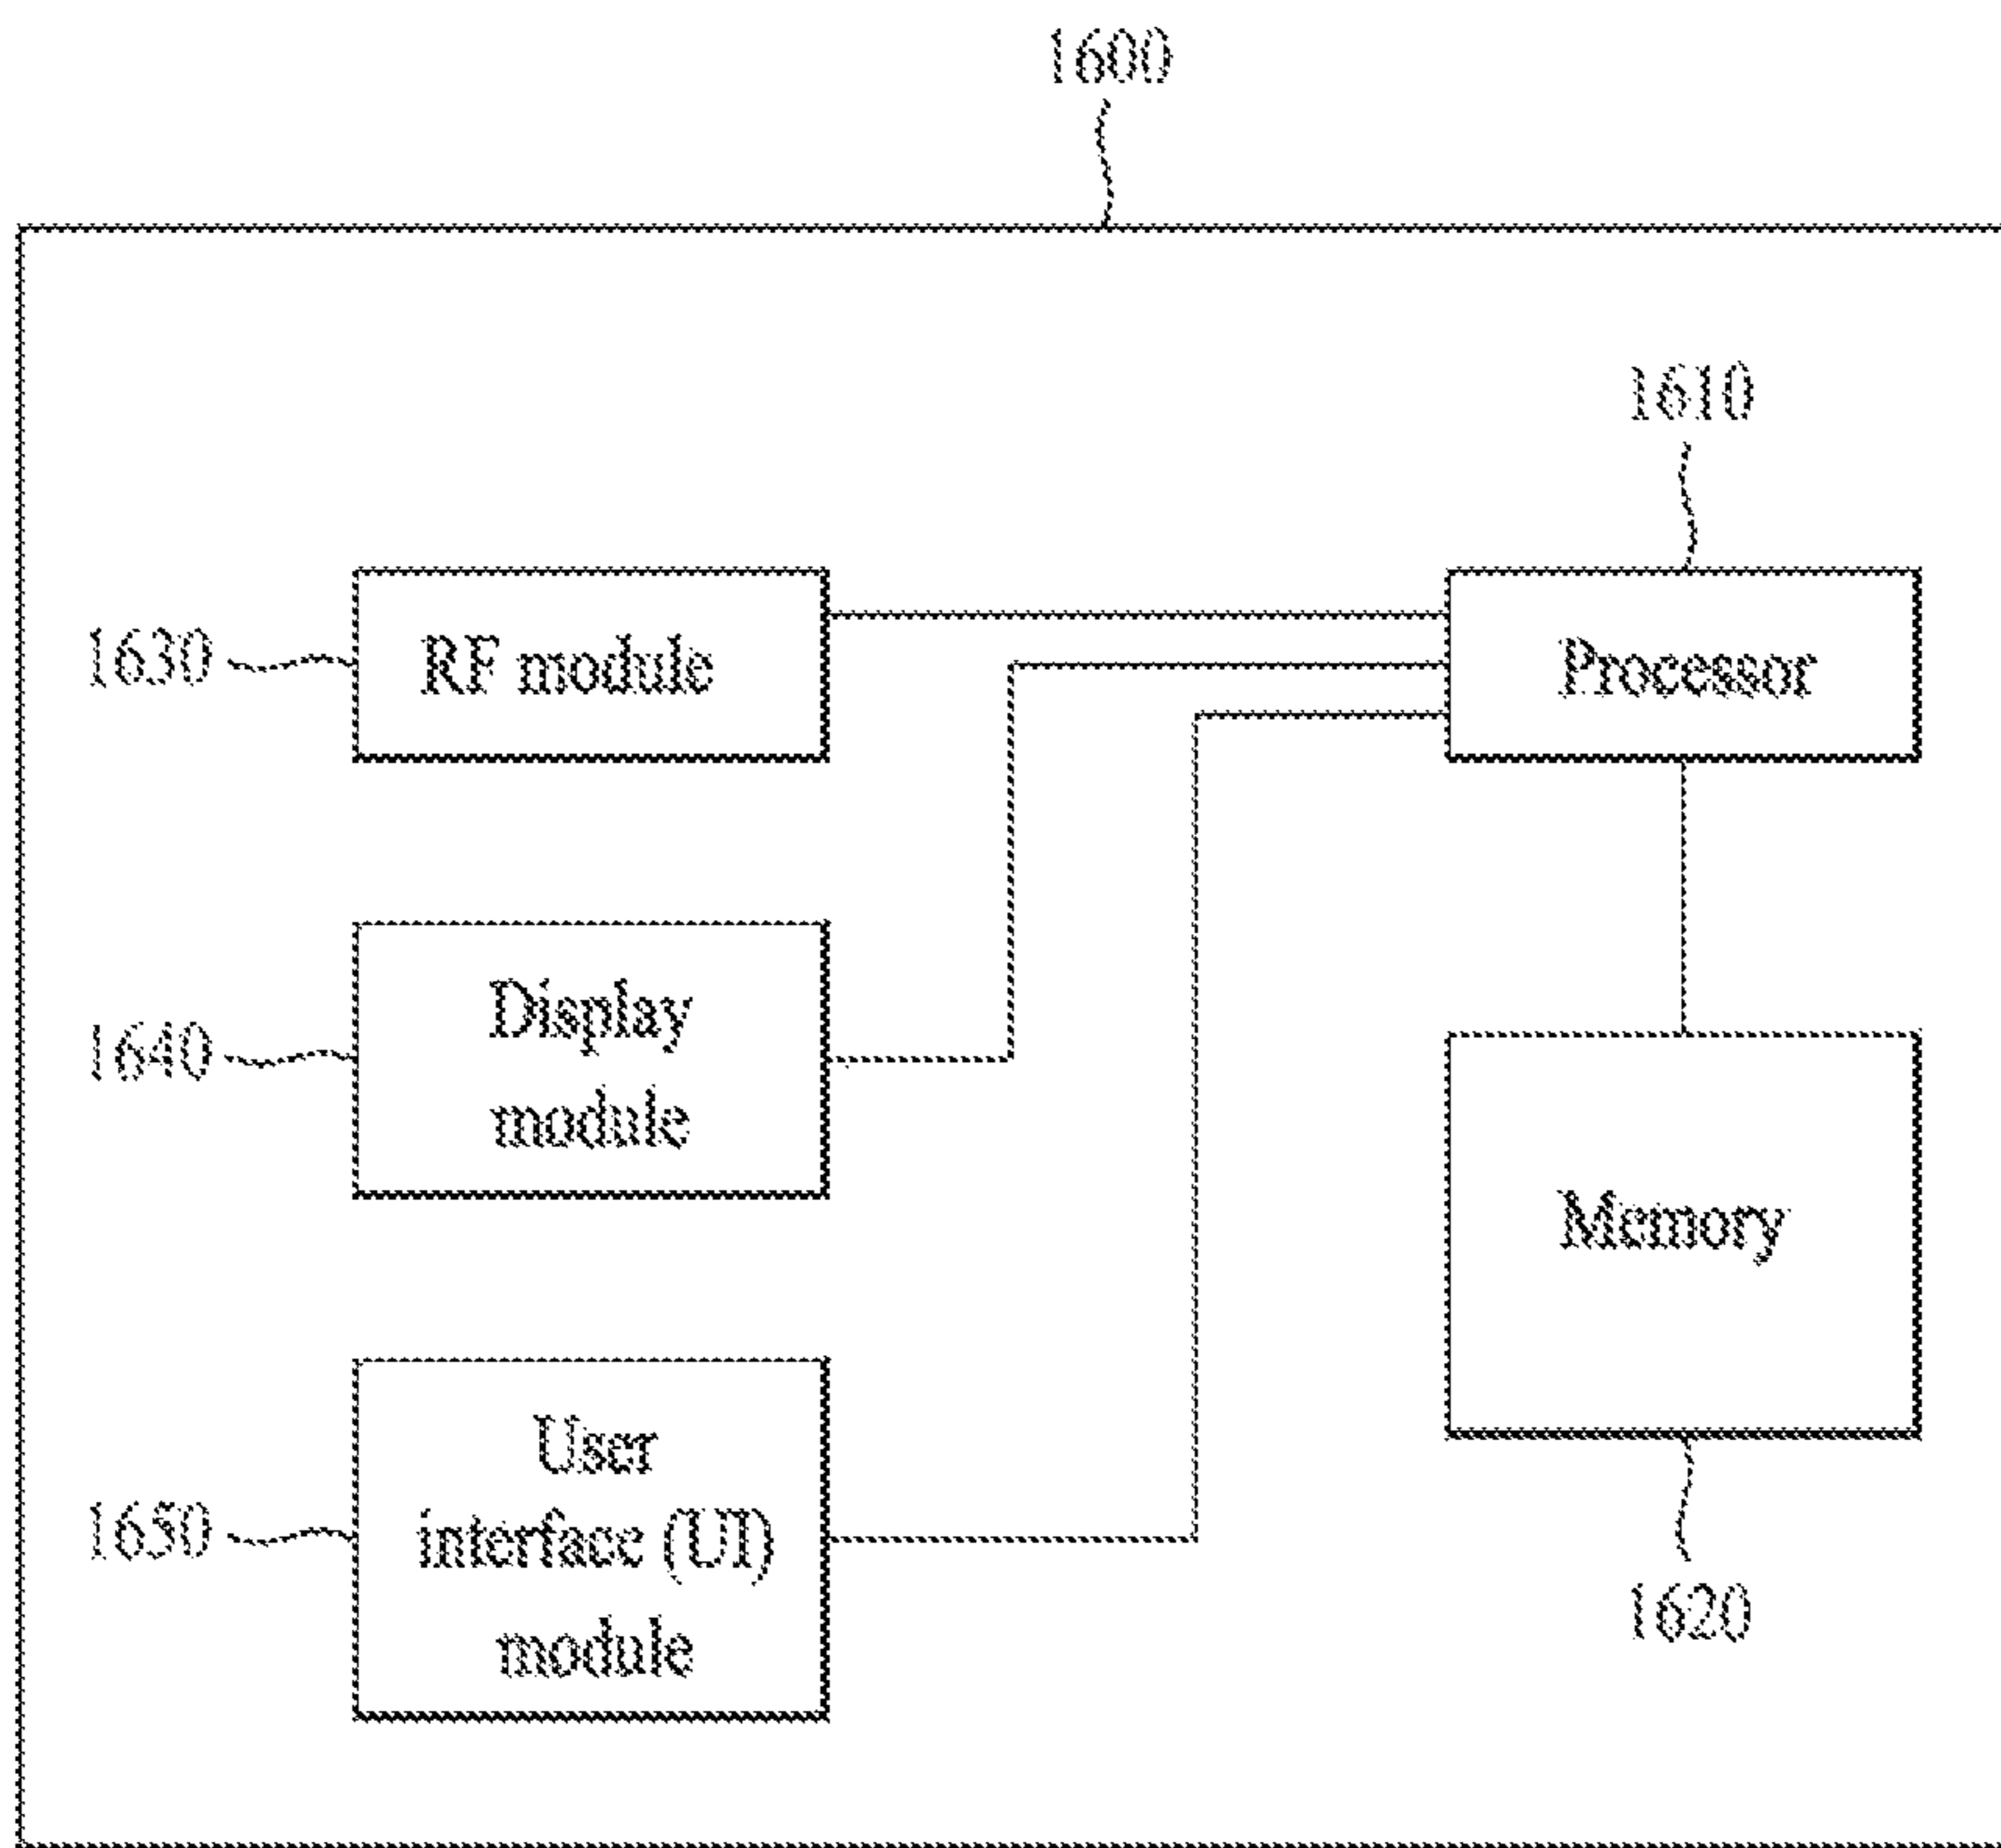 1600
1610
1630
RF module
Processor
1640
Display
module
Memory
1650
User
interface (UI)
module
1620